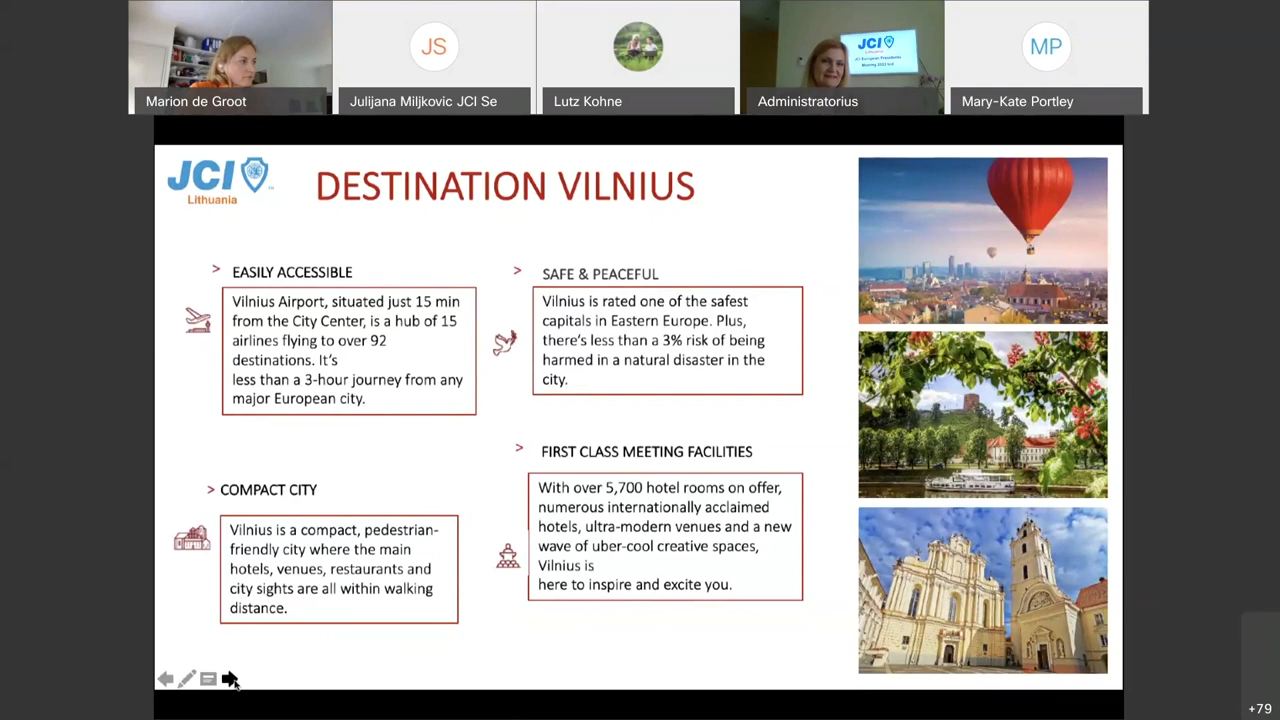 JS
MP
Marion de Groot
Julijana Miljkovic JCI Se
Lutz Kohne
Administratorius
Mary-Kate Portley
JCI
Lithuania
JCI European Presidents
JCI
Lithuania
DESTINATION VILNIUS
> EASILY ACCESSIBLE
Vilnius Airport, situated just 15 min
from the City Center, is a hub of 15
airlines flying to over 92
destinations. It's
less than a 3-hour journey from any
major European city.
> SAFE & PEACEFUL
Vilnius is rated one of the safest
capitals in Eastern Europe. Plus,
there's less than a 3% risk of being
harmed in a natural disaster in the
city.
> COMPACT CITY
Vilnius is a compact, pedestrian-
friendly city where the main
hotels, venues, restaurants and
city sights are all within walking
distance.
> FIRST CLASS MEETING FACILITIES
With over 5,700 hotel rooms on offer,
numerous internationally acclaimed
hotels, ultra-modern venues and a new
wave of uber-cool creative spaces,
Vilnius is
here to inspire and excite you.
+79